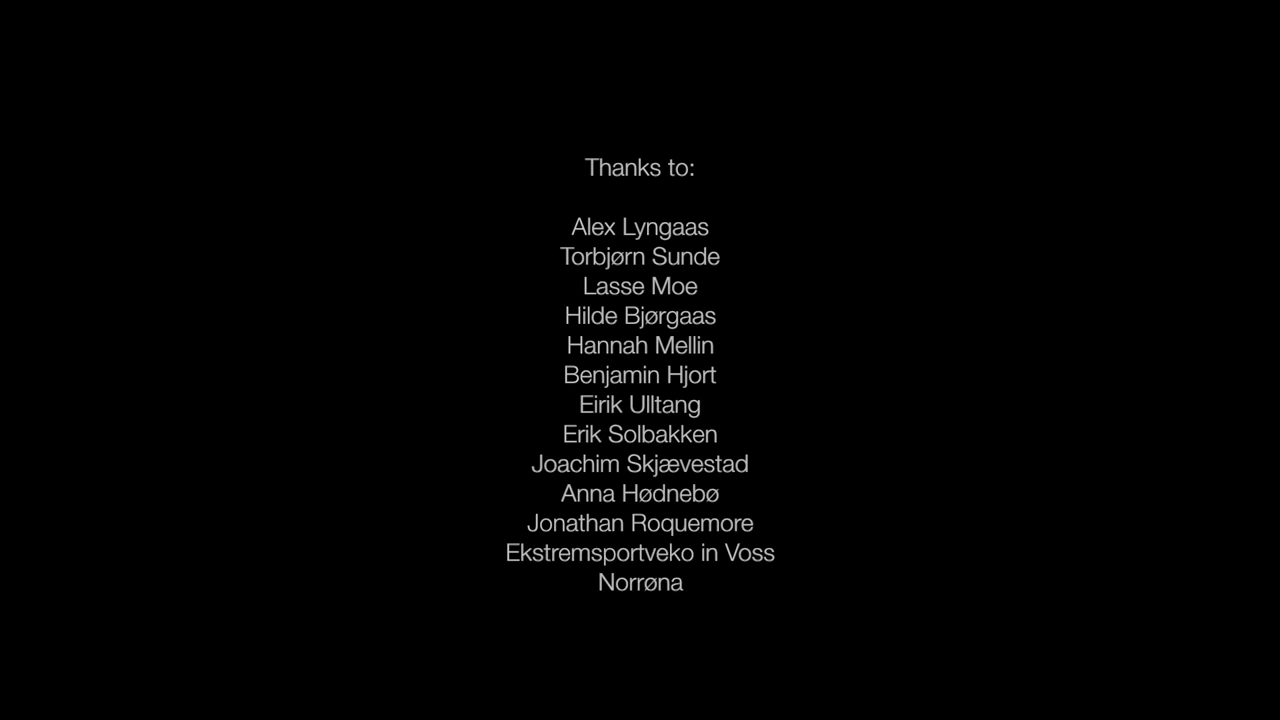 Thanks to:
Alex Lyngaas
Torbjørn Sunde
Lasse Moe
Hilde Bjørgaas
Hannah Mellin
Benjamin Hjort
Eirik Ulltang
Erik Solbakken
Joachim Skjævestad
Anna Hødnebø
Jonathan Roquemore
Ekstremsportveko in Voss
Norrøna